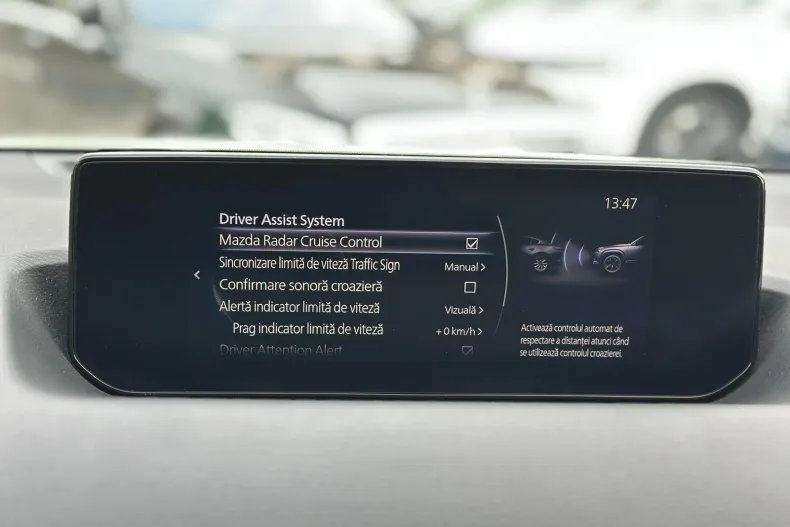 13:47
Driver Assist System
Mazda Radar Cruise Control
Sincronizare limită de viteză Traffic Sign Manual
Confirmare sonoră croazieră
Alertă indicator limită de viteză Vizuală
Prag indicator limită de viteză +0 km/h
Driver Attention Alert
Activează controlul automat de
respectare a distanței atunci când
se utilizează controlul croazierei.